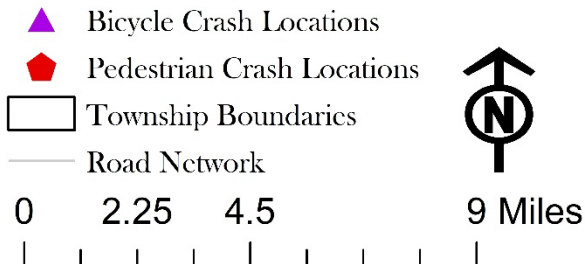 Bicycle Crash Locations
Pedestrian Crash Locations
Township Boundaries
N
Road Network
0 2.25 4.5 9 Miles